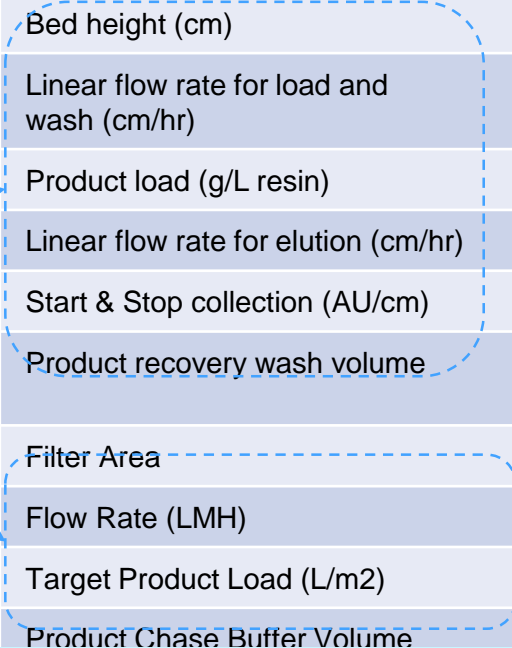 Bed height (cm)
Linear flow rate for load and
wash (cm/hr)
Product load (g/L resin)
Linear flow rate for elution (cm/hr)
Start & Stop collection (AU/cm)
Product recovery wash volume
Filter Area
Flow Rate (LMH)
Target Product Load (L/m2)
Product Chase Buffer Volume